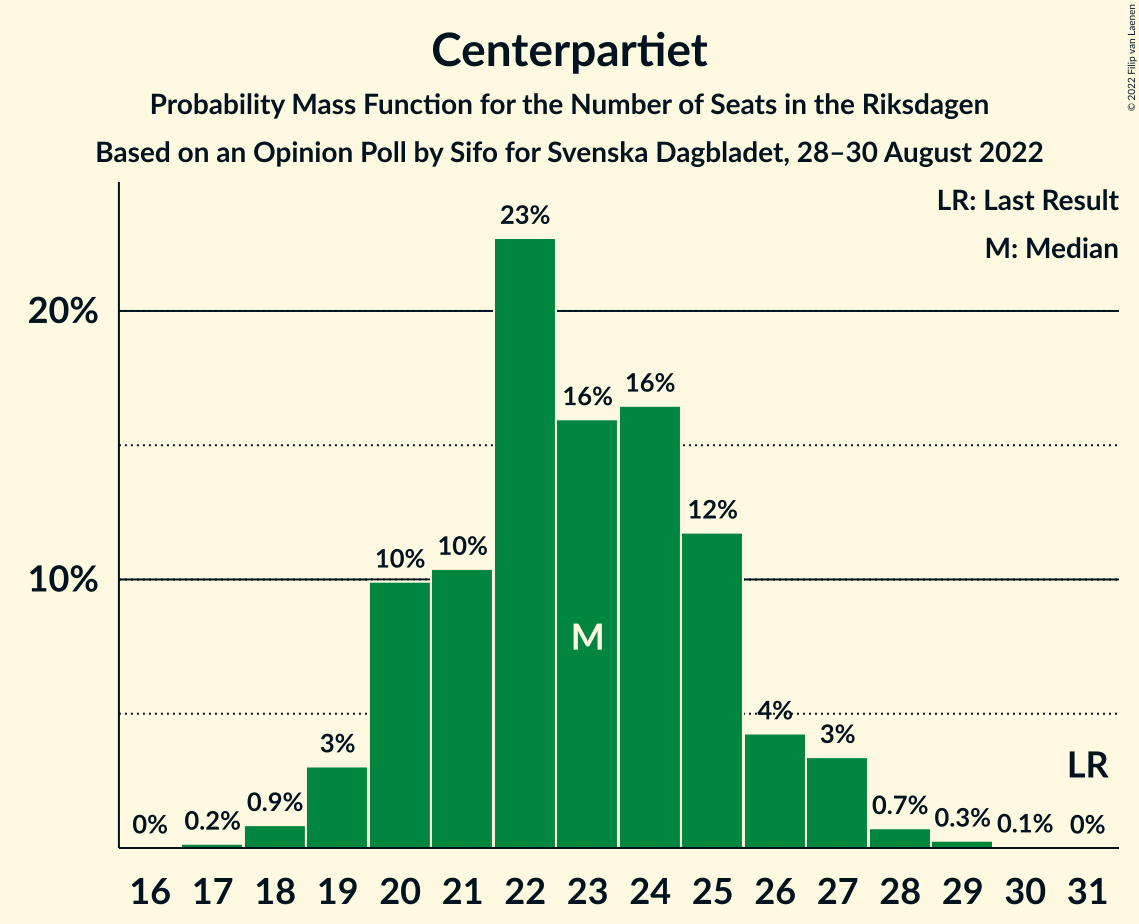 Centerpartiet
Probability Mass Function for the Number of Seats in the Riksdagen
Based on an Opinion Poll by Sifo for Svenska Dagbladet, 28–30 August 2022
© 2022 Filip van Laenen
LR: Last Result
M: Median
20%
10%
0%
0.2%
0.9%
3%
10%
10%
23%
16%
16%
12%
4%
3%
0.7%
0.3%
0.1%
0%
M
LR
16 17 18 19 20 21 22 23 24 25 26 27 28 29 30 31